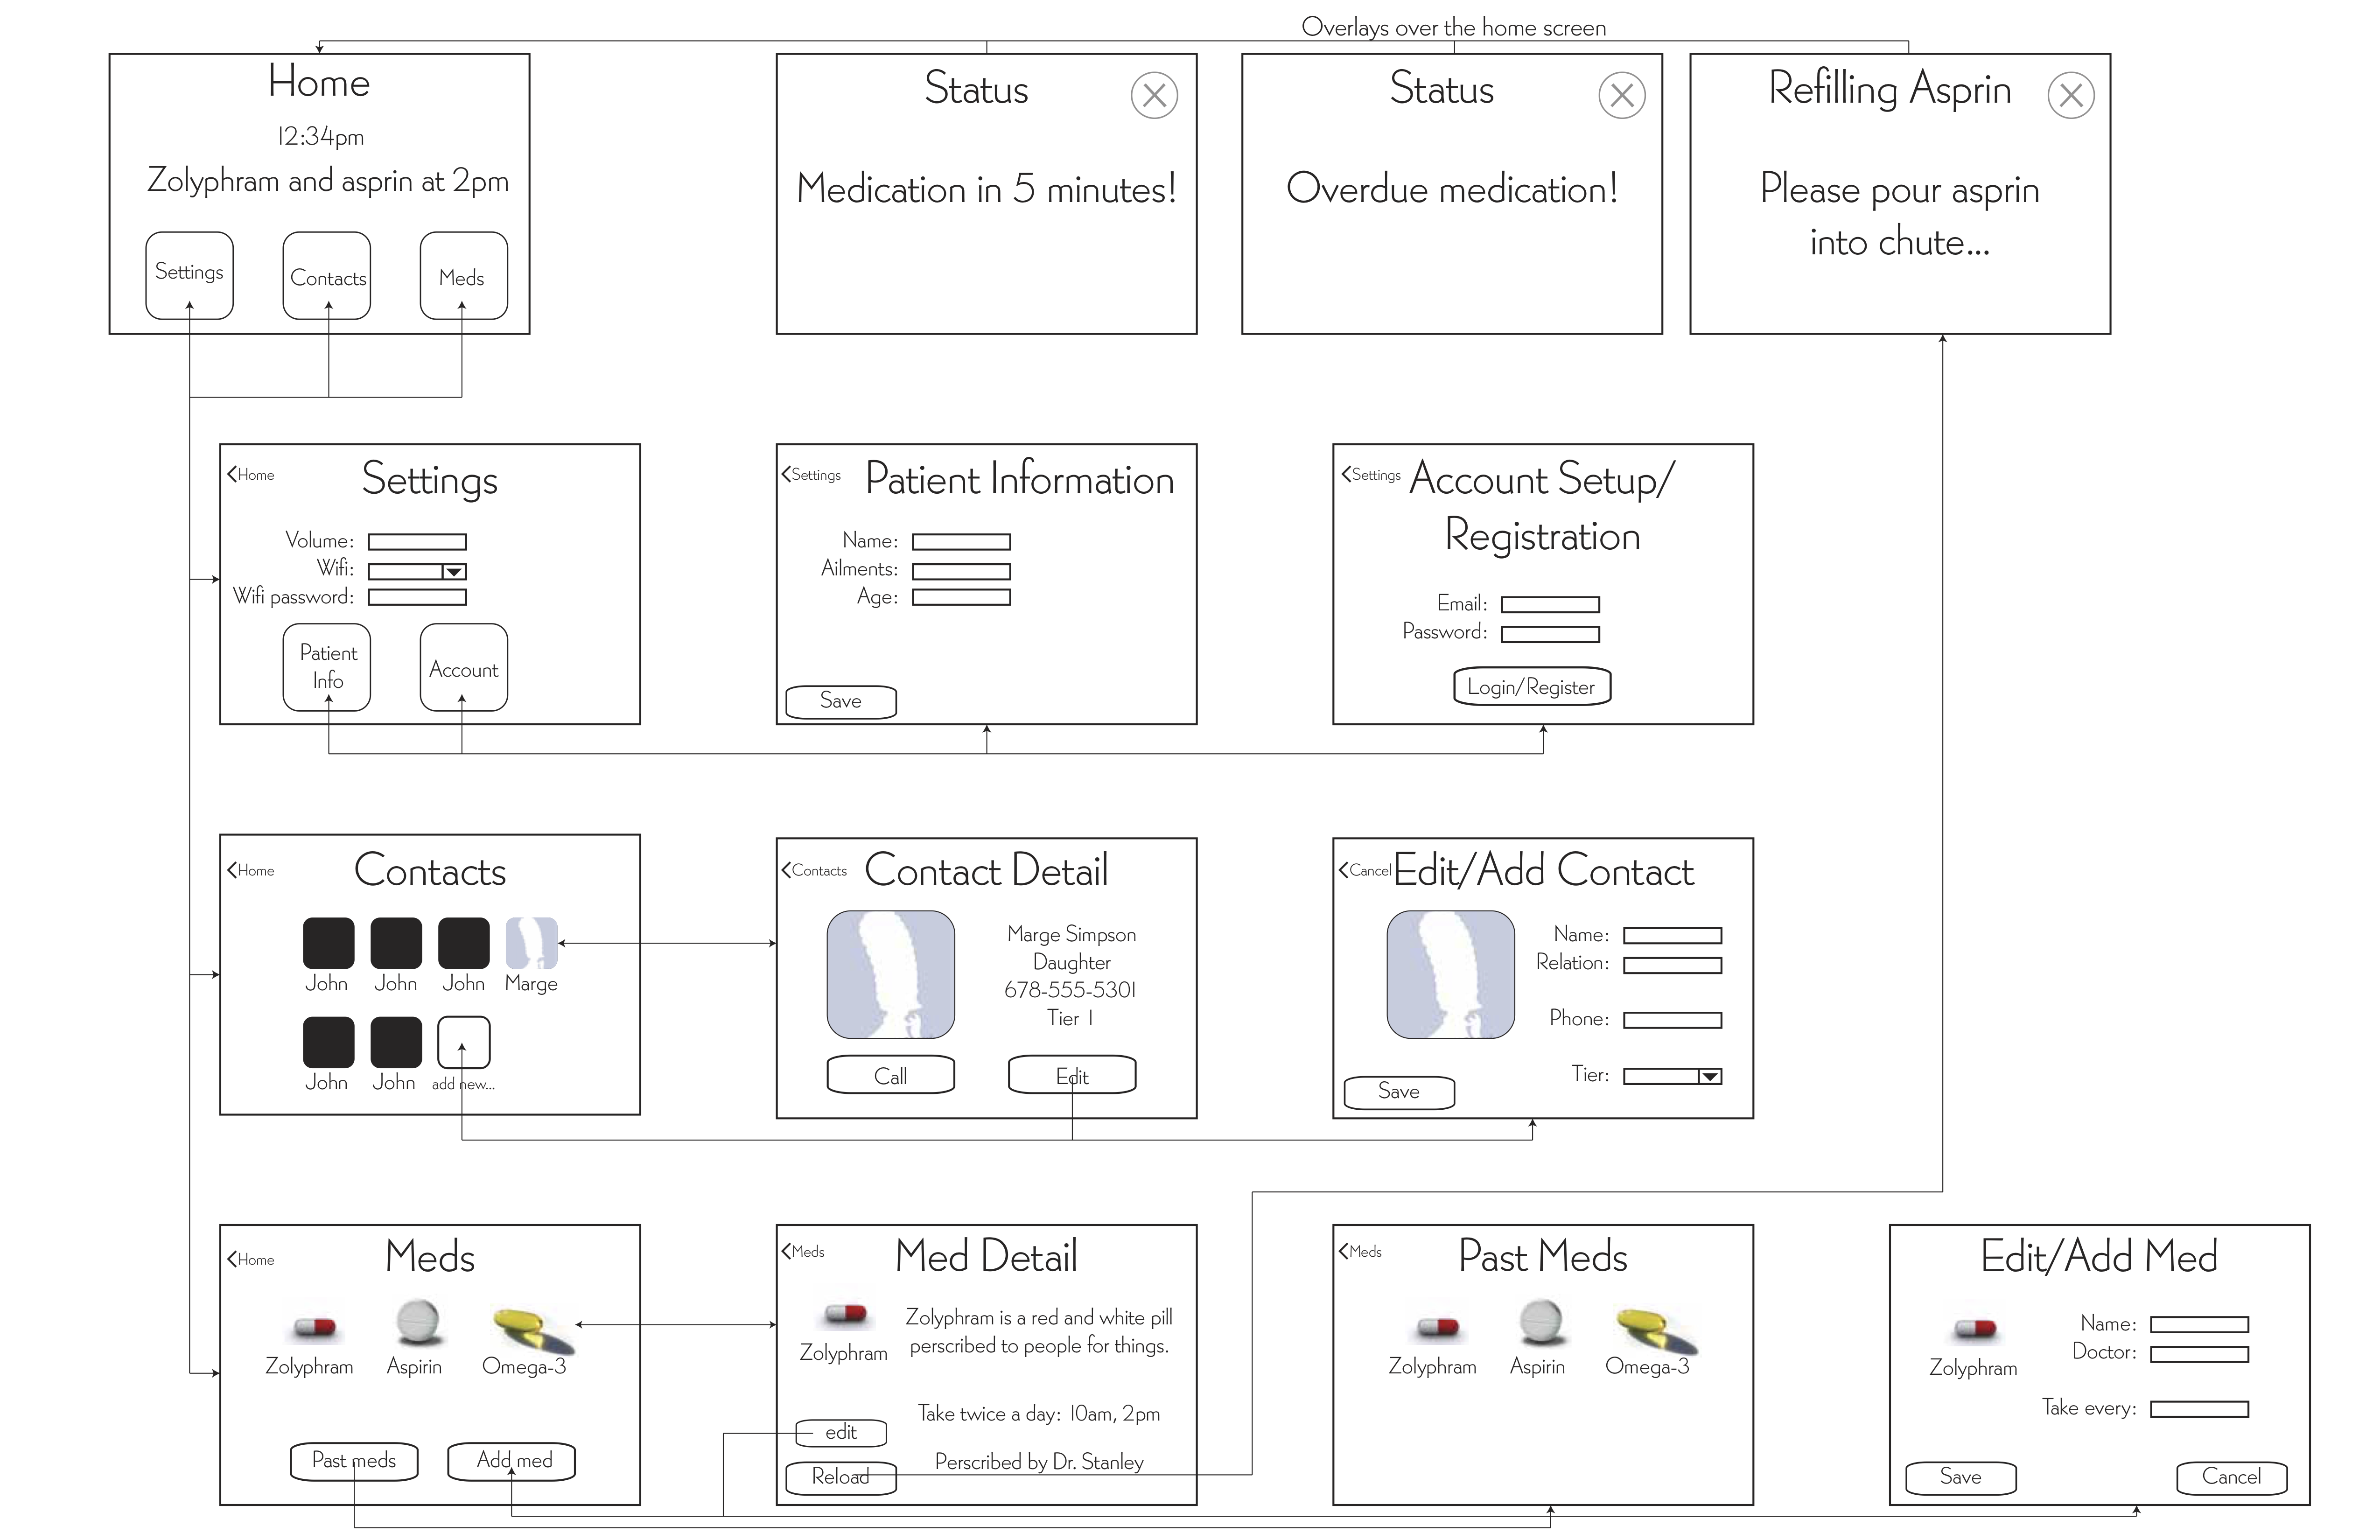 Overlays over the home screen
Home
12:34pm
Zolyphram and asprin at 2pm
Settings
Contacts
Meds
Status
Medication in 5 minutes!
Status
Overdue medication!
Refilling Asprin
Please pour asprin
into chute...
Home
Settings
Volume:
Wifi:
Wifi password:
Patient
Info
Account
Settings
Patient Information
Name:
Ailments:
Age:
Save
Settings
Account Setup/
Registration
Email:
Password:
Login/Register
Home
Contacts
John
John
John
Marge
John
John
add new...
Contacts
Contact Detail
Marge Simpson
Daughter
678-555-5301
Tier 1
Call
Edit
Cancel
Edit/Add Contact
Name:
Relation:
Phone:
Tier:
Save
Home
Meds
Zolyphram
Aspirin
Omega-3
Past meds
Add med
Meds
Med Detail
Zolyphram
Zolyphram is a red and white pill
perscribed to people for things.
Take twice a day: 10am, 2pm
edit
Perscribed by Dr. Stanley
Reload
Meds
Past Meds
Zolyphram
Aspirin
Omega-3
Edit/Add Med
Zolyphram
Name:
Doctor:
Take every:
Save
Cancel